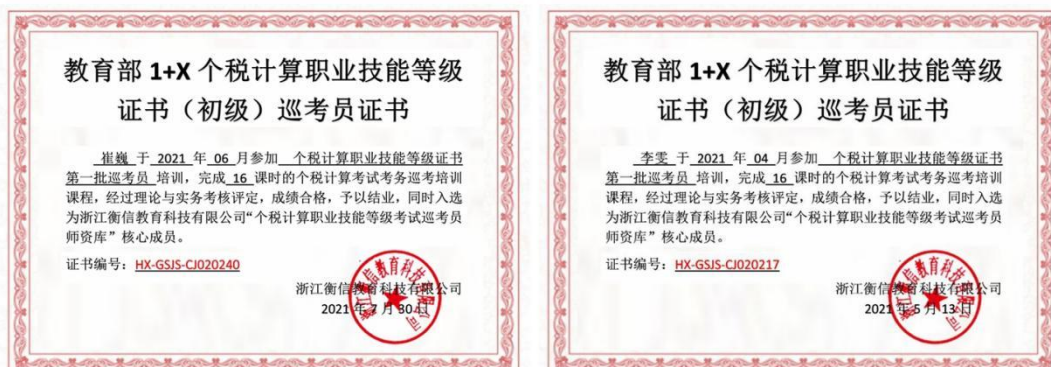 教育部 1+X 个税计算职业技能等级
证书（初级）巡考员证书
崔巍 于 2021 年 06 月参加 个税计算职业技能等级证书
第一批巡考员 培训，完成 16 课时的个税计算考试考务巡考培训
课程，经过理论与实务考核评定，成绩合格，予以结业，同时入选
为浙江衡信教育科技有限公司“个税计算职业技能等级考试巡考员
师资库”核心成员。
证书编号：HX-GSJS-CJ020240
浙江衡信教育科技有限公司
2021 年 7 月 30 日
教育部 1+X 个税计算职业技能等级
证书（初级）巡考员证书
李雯 于 2021 年 04 月参加 个税计算职业技能等级证书
第一批巡考员 培训，完成 16 课时的个税计算考试考务巡考培训
课程，经过理论与实务考核评定，成绩合格，予以结业，同时入选
为浙江衡信教育科技有限公司“个税计算职业技能等级考试巡考员
师资库”核心成员。
证书编号：HX-GSJS-CJ020217
浙江衡信教育科技有限公司
2021 年 5 月 13 日